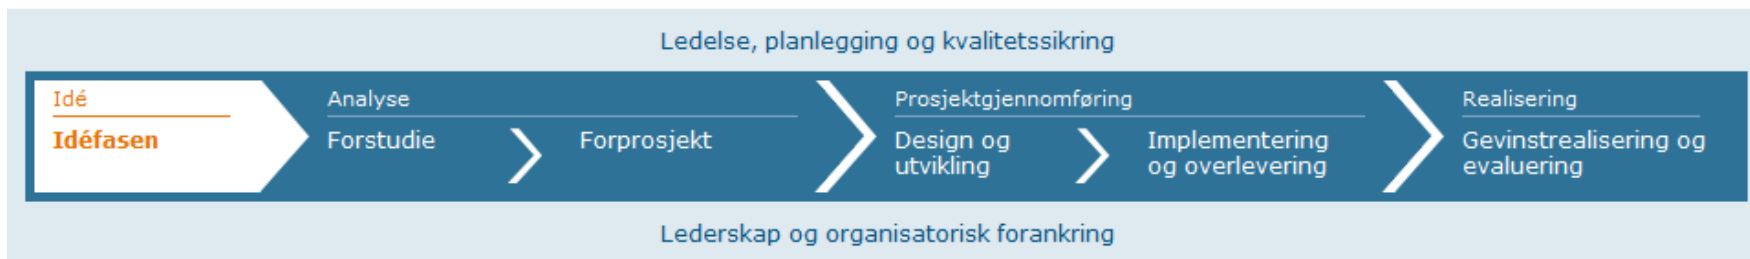 Ledelse, planlegging og kvalitetssikring
Idé
Idéfasen
Analyse
Forstudie
Forprosjekt
Prosjektgjennomføring
Design og
utvikling
Implementering
og overlevering
Realisering
Gevinstrealisering og
evaluering
Lederskap og organisatorisk forankring